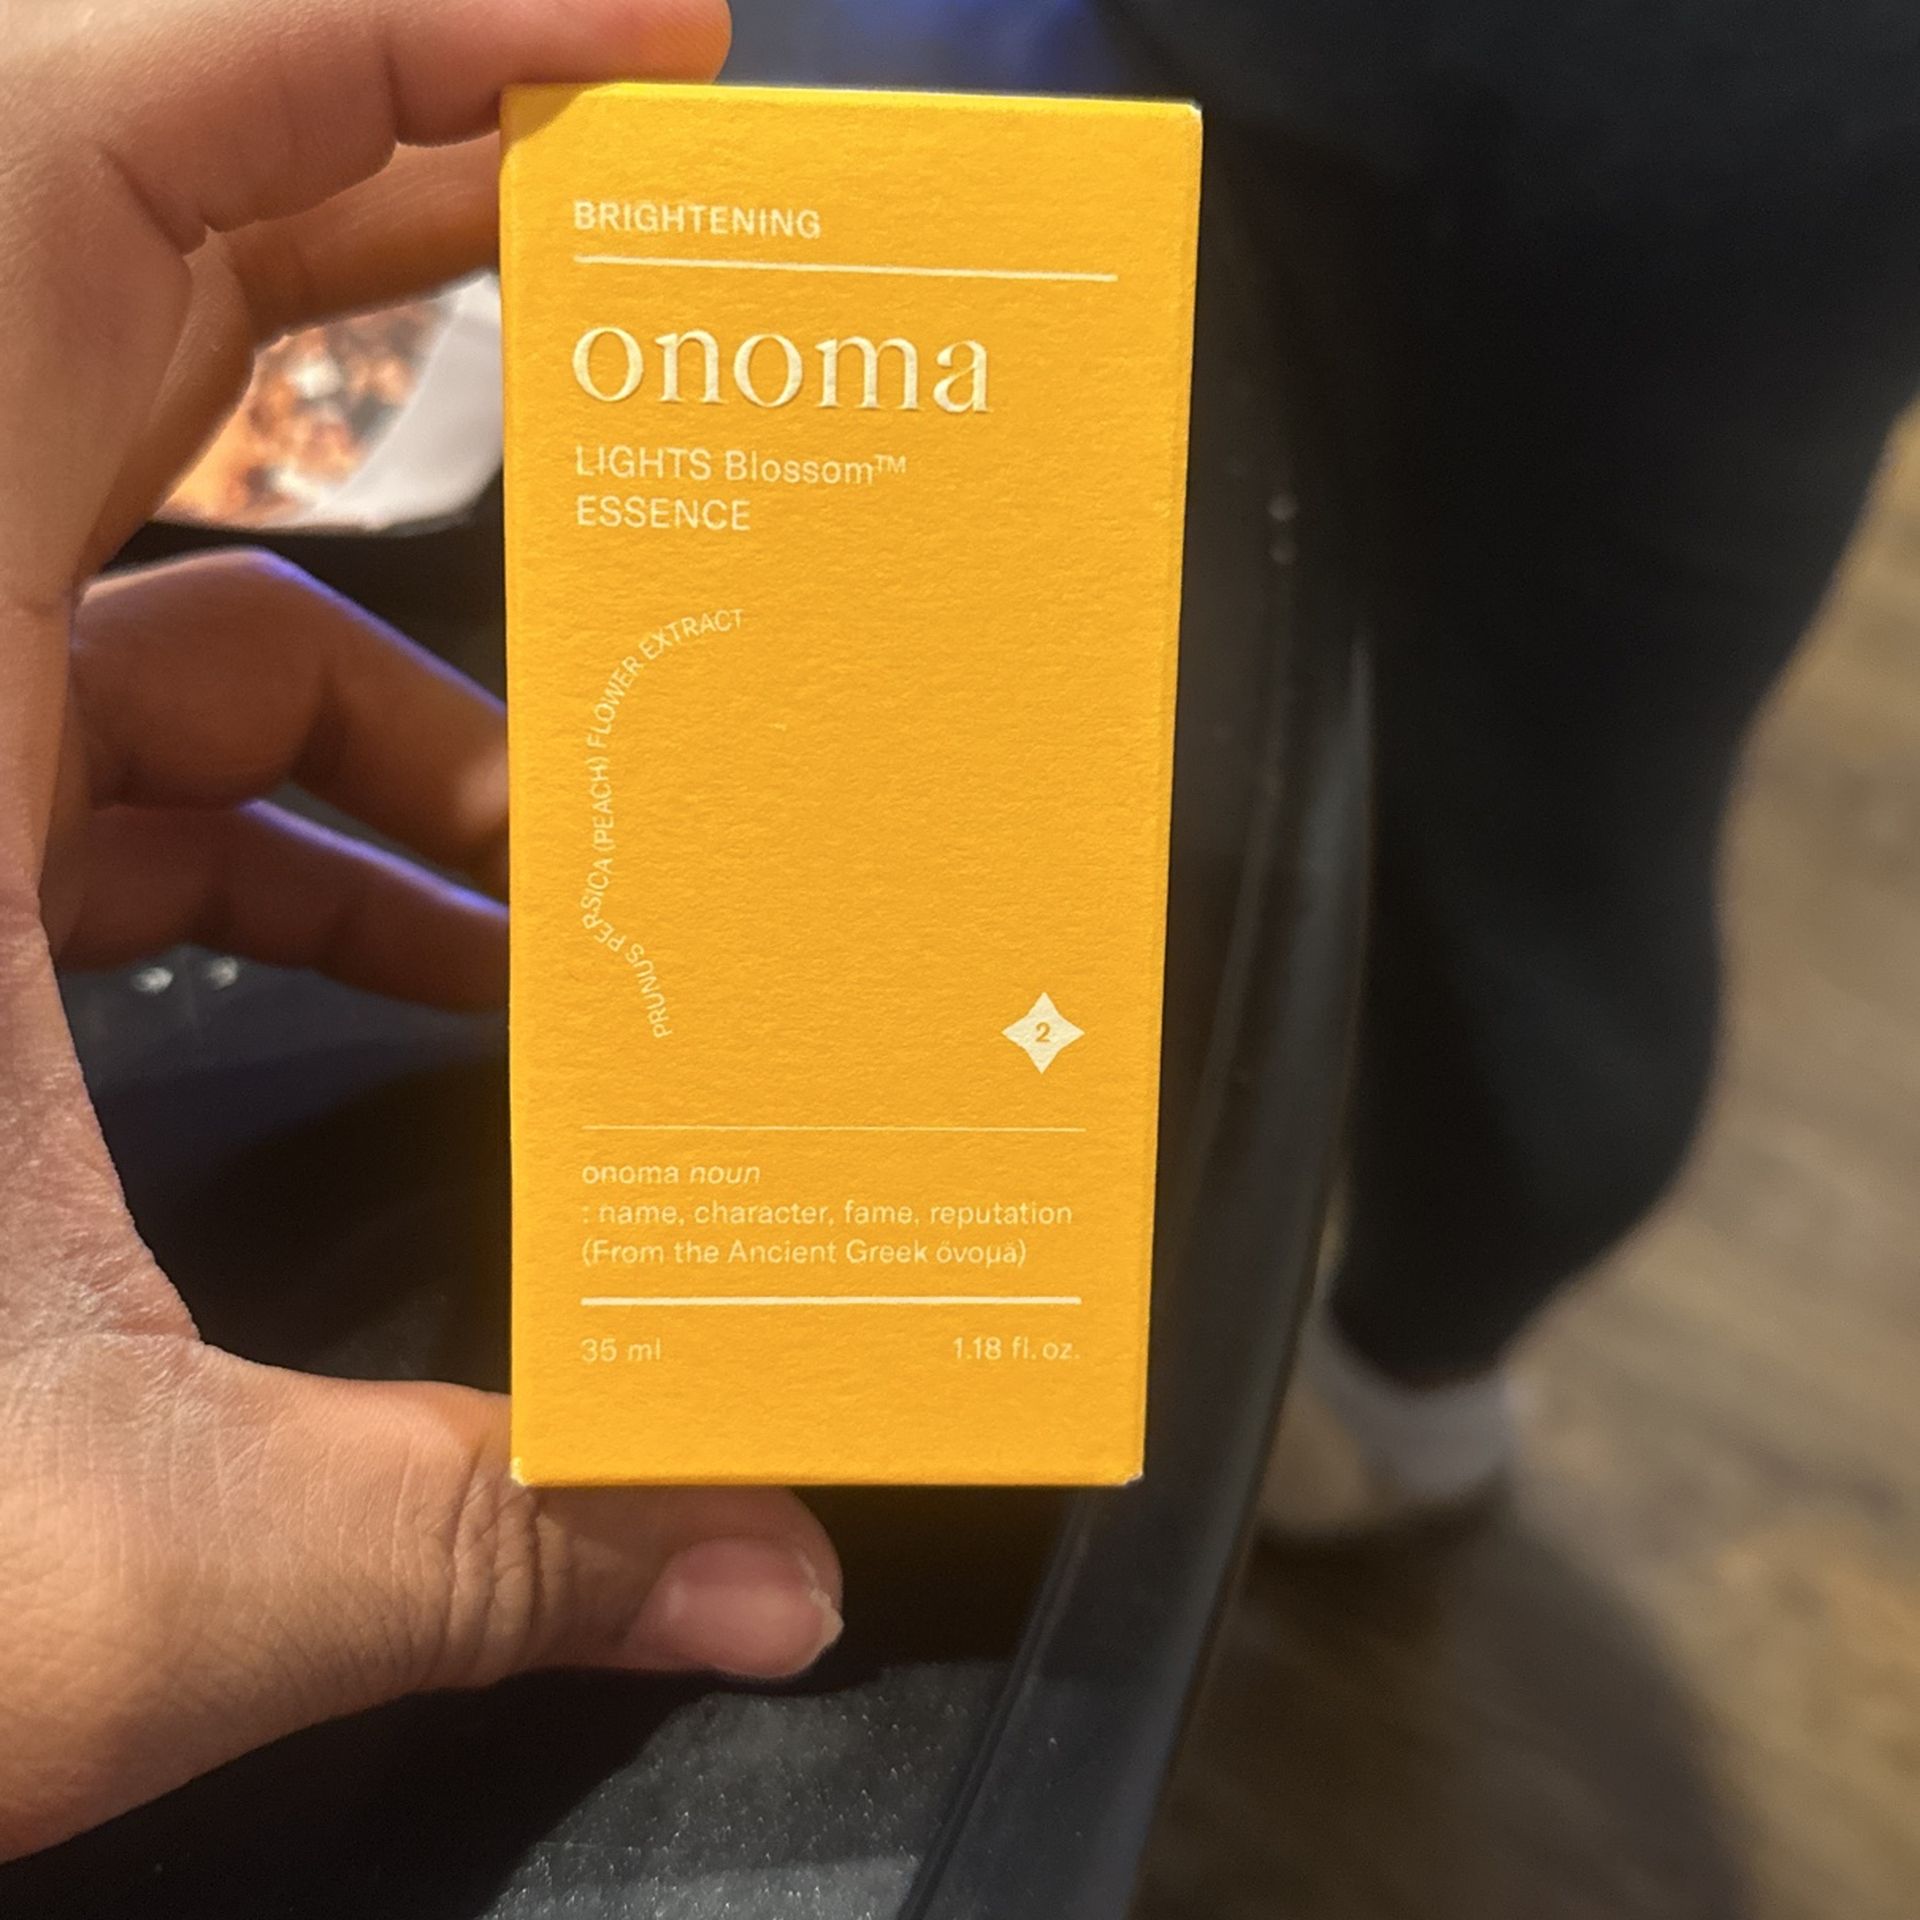 BRIGHTENING
onoma
LIGHTS Blossom™
ESSENCE
PRUNUS PERSICA (PEACH) FLOWER EXTRACT
2
onoma noun
: name, character, fame, reputation
(From the Ancient Greek ὄνομᾰ)
35 ml
1.18 fl. oz.